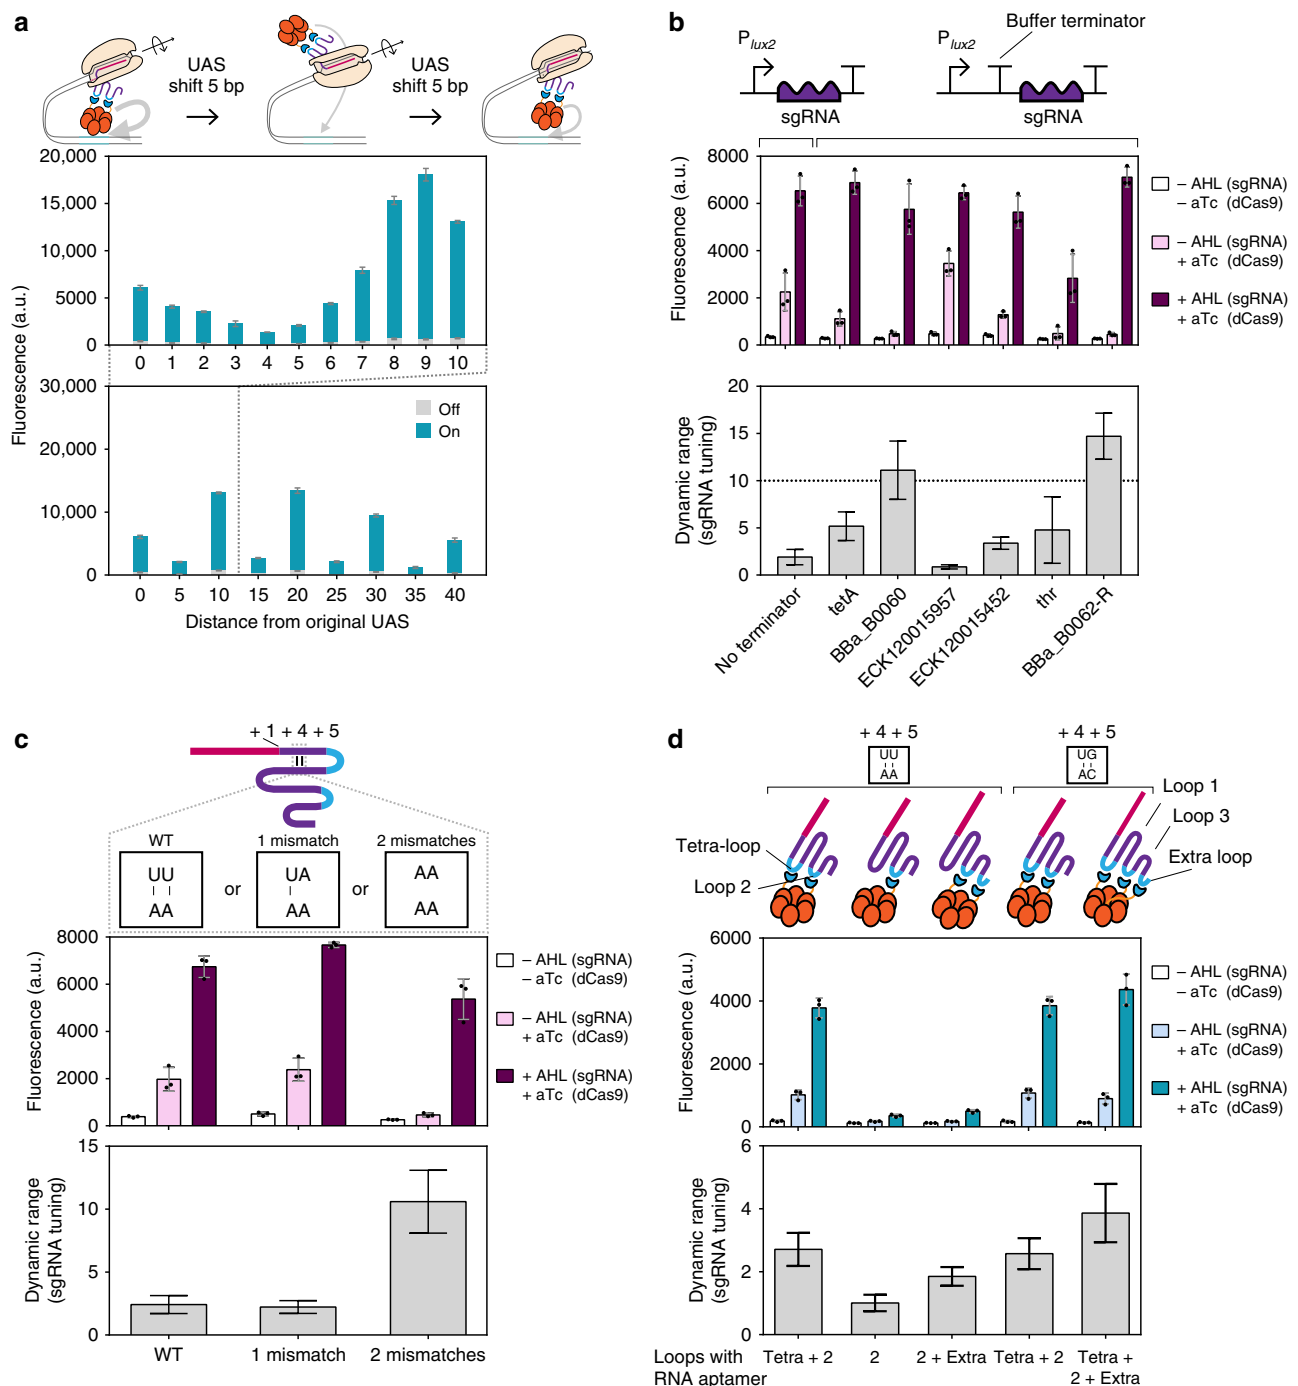 a
UAS
shift 5 bp
UAS
shift 5 bp
Fluorescence (a.u.)
20,000
15,000
10,000
5000
0
0 1 2 3 4 5 6 7 8 9 10
30,000
20,000
10,000
0
Off
On
0 5 10 15 20 25 30 35 40
Distance from original UAS
b
Buffer terminator
Plux2
Plux2
sgRNA
sgRNA
Fluorescence (a.u.)
8000
6000
4000
2000
0
– AHL (sgRNA)
– aTc (dCas9)
– AHL (sgRNA)
+ aTc (dCas9)
+ AHL (sgRNA)
+ aTc (dCas9)
Dynamic range
(sgRNA tuning)
20
15
10
5
0
No terminator
tetA
BBa_B0060
ECK120015957
ECK120015452
thr
BBa_B0062-R
c
+ 1 + 4 + 5
WT
1 mismatch
2 mismatches
UU
AA
or
UA
AA
or
AA
AA
Fluorescence (a.u.)
8000
6000
4000
2000
0
– AHL (sgRNA)
– aTc (dCas9)
– AHL (sgRNA)
+ aTc (dCas9)
+ AHL (sgRNA)
+ aTc (dCas9)
Dynamic range
(sgRNA tuning)
15
10
5
0
WT
1 mismatch
2 mismatches
d
+ 4 + 5
UU
AA
+ 4 + 5
UG
AC
Loop 1
Loop 3
Tetra-loop
Extra loop
Loop 2
Fluorescence (a.u.)
6000
4000
2000
0
– AHL (sgRNA)
– aTc (dCas9)
– AHL (sgRNA)
+ aTc (dCas9)
+ AHL (sgRNA)
+ aTc (dCas9)
Dynamic range
(sgRNA tuning)
6
4
2
0
Loops with
RNA aptamer
Tetra + 2
2
2 + Extra
Tetra + 2
Tetra +
2 + Extra